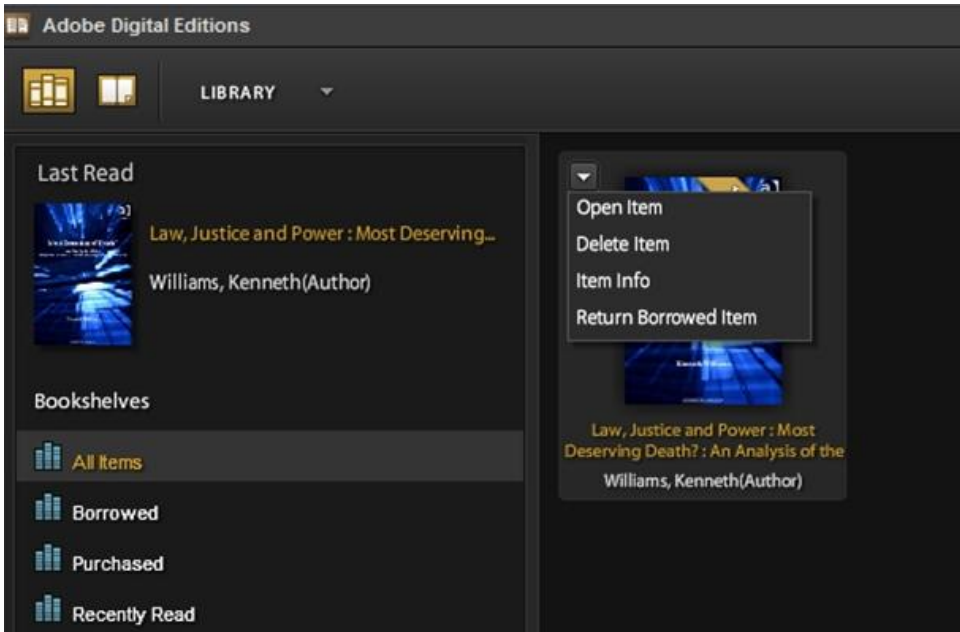 Adobe Digital Editions
LIBRARY
Last Read
Law, Justice and Power : Most Deserving...
Williams, Kenneth(Author)
Bookshelves
All Items
Borrowed
Purchased
Recently Read
a]
Open Item
Delete Item
Item Info
Return Borrowed Item
Kenneth Williams
Law, Justice and Power : Most
Deserving Death? : An Analysis of the
Williams, Kenneth(Author)